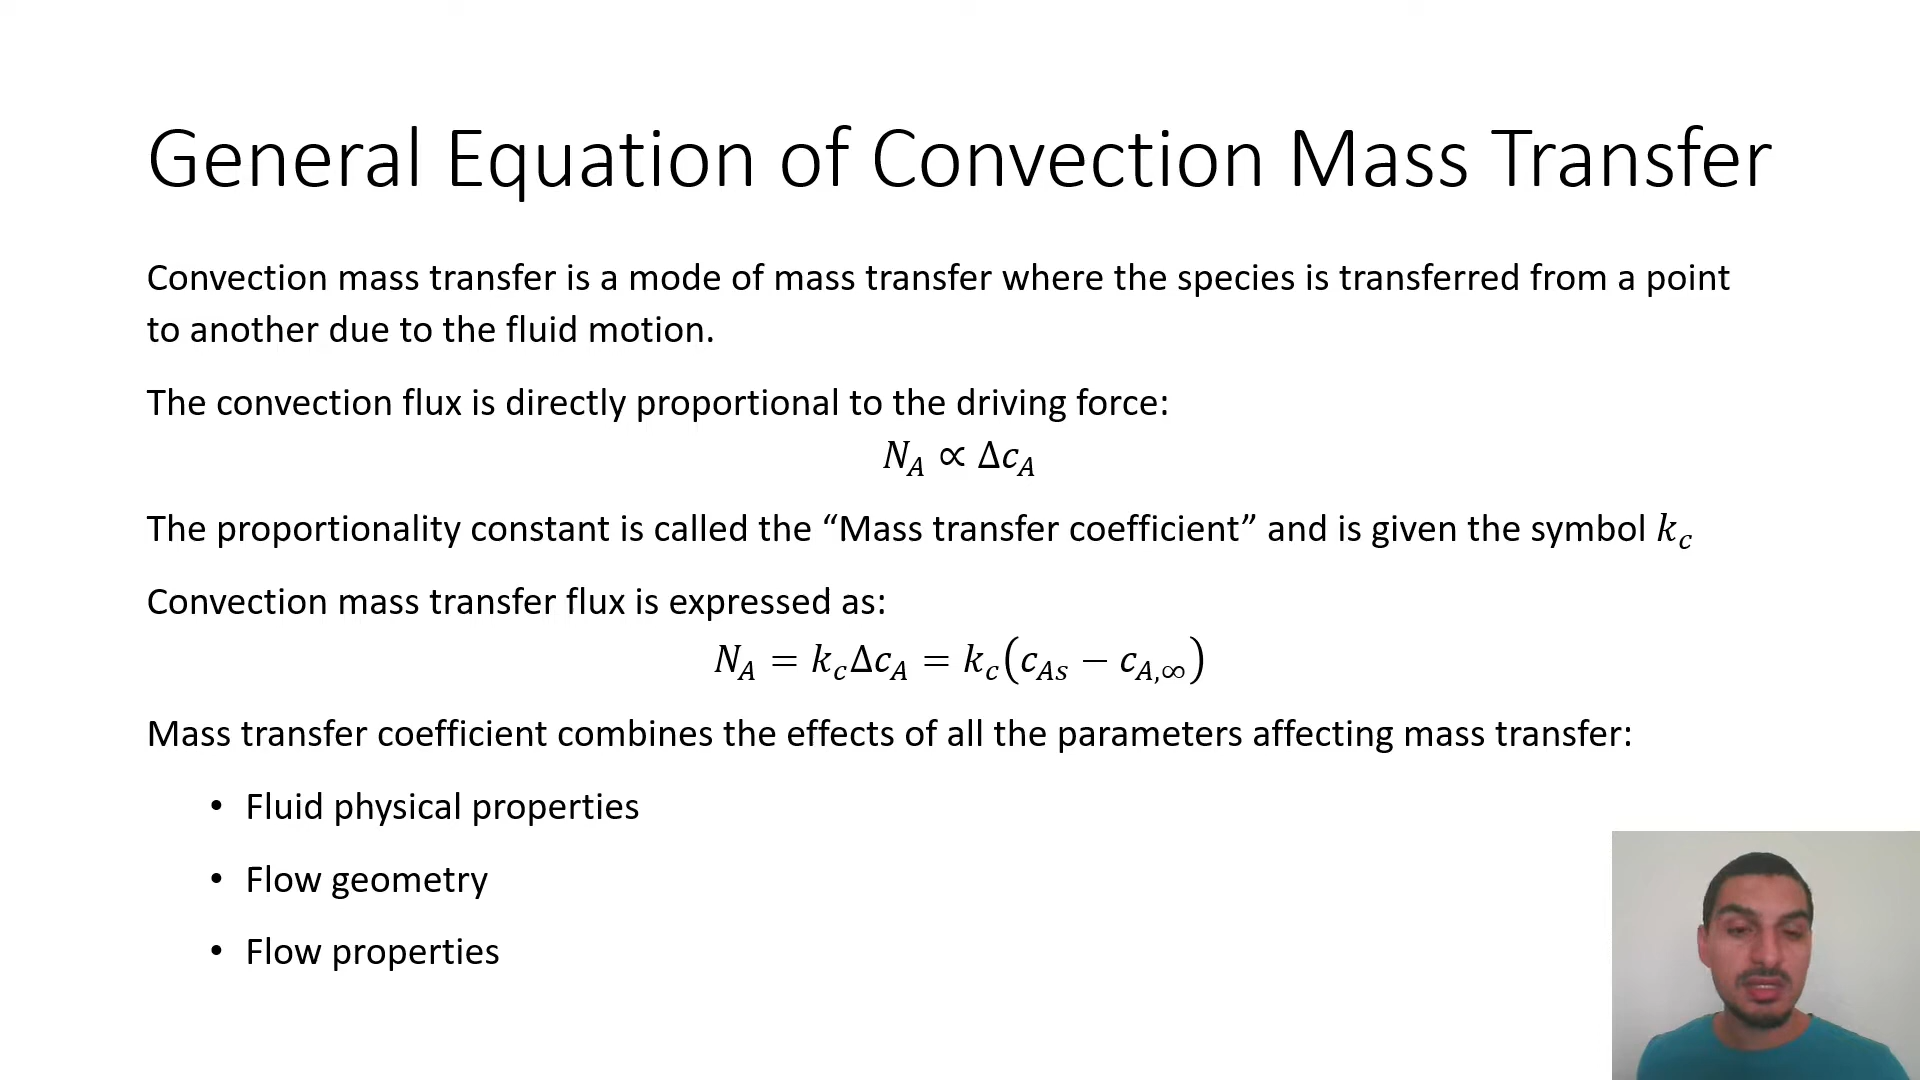 General Equation of Convection Mass Transfer
Convection mass transfer is a mode of mass transfer where the species is transferred from a point
to another due to the fluid motion.
The convection flux is directly proportional to the driving force:
N_A ∝ Δc_A
The proportionality constant is called the “Mass transfer coefficient” and is given the symbol k_c
Convection mass transfer flux is expressed as:
N_A = k_cΔc_A = k_c(c_{As} − c_{A,∞})
Mass transfer coefficient combines the effects of all the parameters affecting mass transfer:
• Fluid physical properties
• Flow geometry
• Flow properties